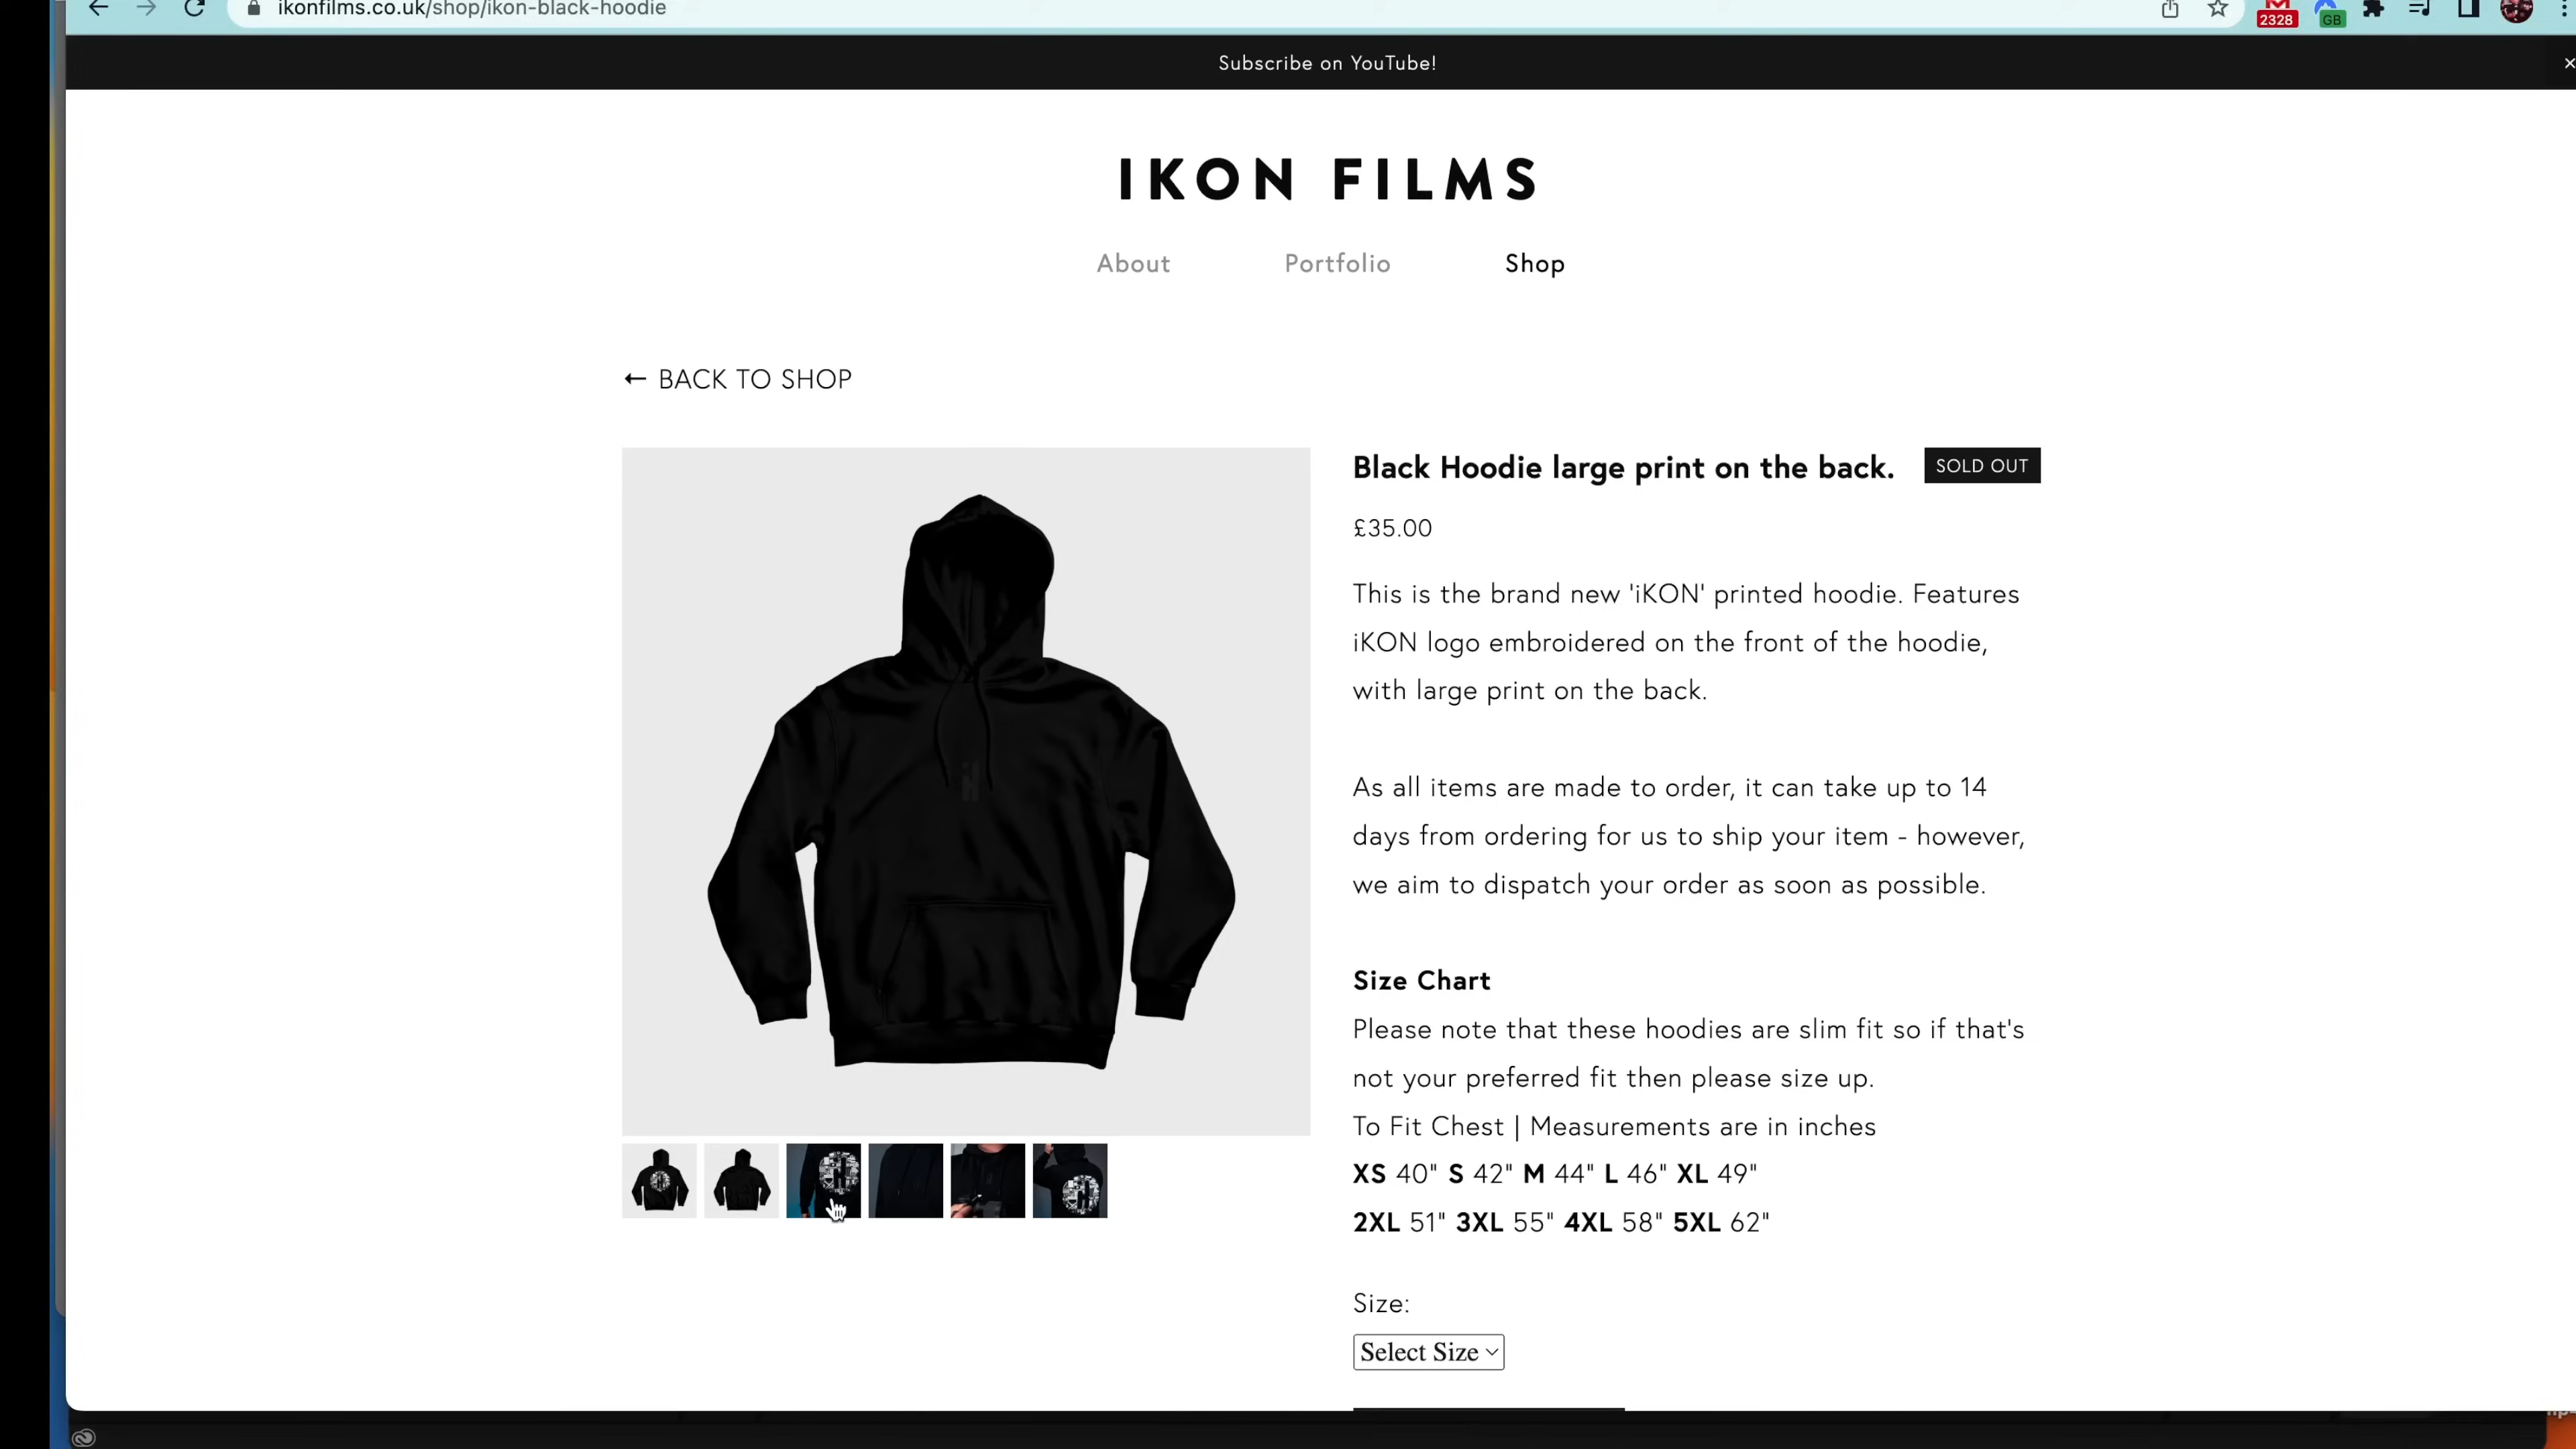 ikonfilms.co.uk/shop/ikon-black-hoodie
2328
GB
Subscribe on YouTube!
IKON FILMS
About Portfolio Shop
← BACK TO SHOP
Black Hoodie large print on the back. SOLD OUT
£35.00
This is the brand new 'iKON' printed hoodie. Features
iKON logo embroidered on the front of the hoodie,
with large print on the back.
As all items are made to order, it can take up to 14
days from ordering for us to ship your item - however,
we aim to dispatch your order as soon as possible.
Size Chart
Please note that these hoodies are slim fit so if that's
not your preferred fit then please size up.
To Fit Chest | Measurements are in inches
XS 40" S 42" M 44" L 46" XL 49"
2XL 51" 3XL 55" 4XL 58" 5XL 62"
Size:
Select Size